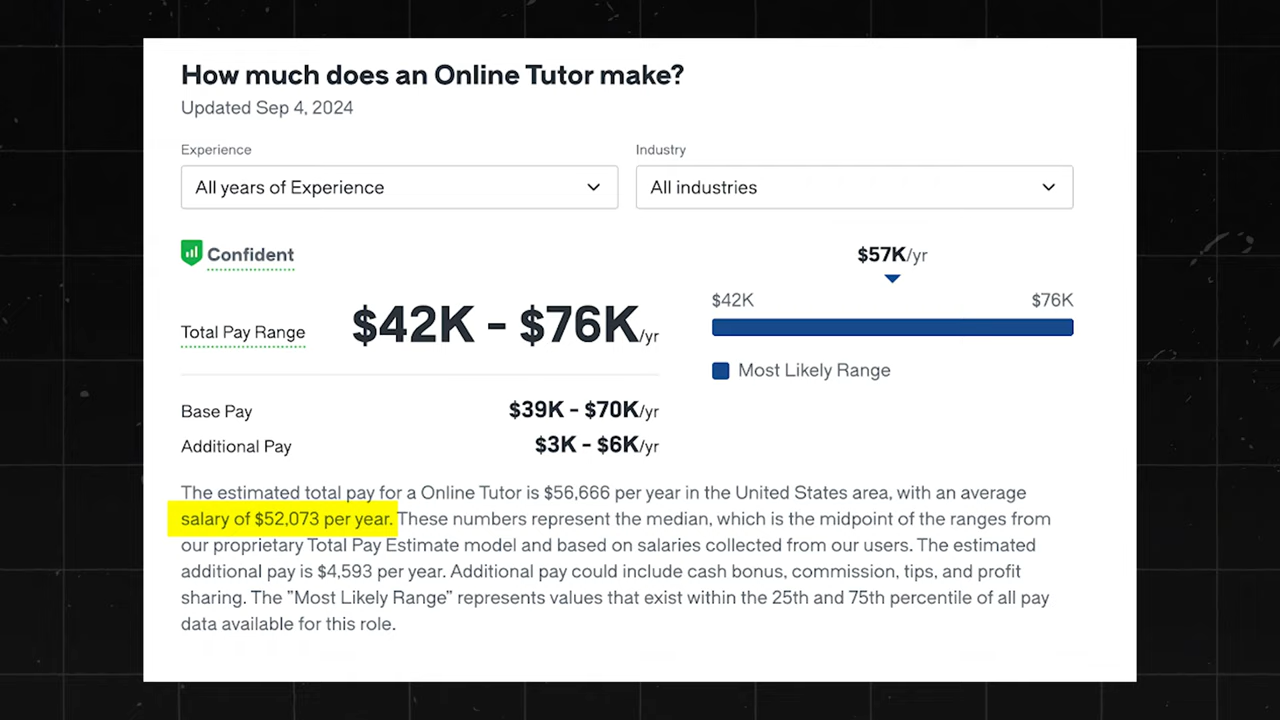 How much does an Online Tutor make?
Updated Sep 4, 2024
Experience
Industry
All years of Experience
All industries
Confident
$57K/yr
$42K
$76K
Total Pay Range
$42K - $76K/yr
Most Likely Range
Base Pay
$39K - $70K/yr
Additional Pay
$3K - $6K/yr
The estimated total pay for a Online Tutor is $56,666 per year in the United States area, with an average
salary of $52,073 per year. These numbers represent the median, which is the midpoint of the ranges from
our proprietary Total Pay Estimate model and based on salaries collected from our users. The estimated
additional pay is $4,593 per year. Additional pay could include cash bonus, commission, tips, and profit
sharing. The "Most Likely Range" represents values that exist within the 25th and 75th percentile of all pay
data available for this role.